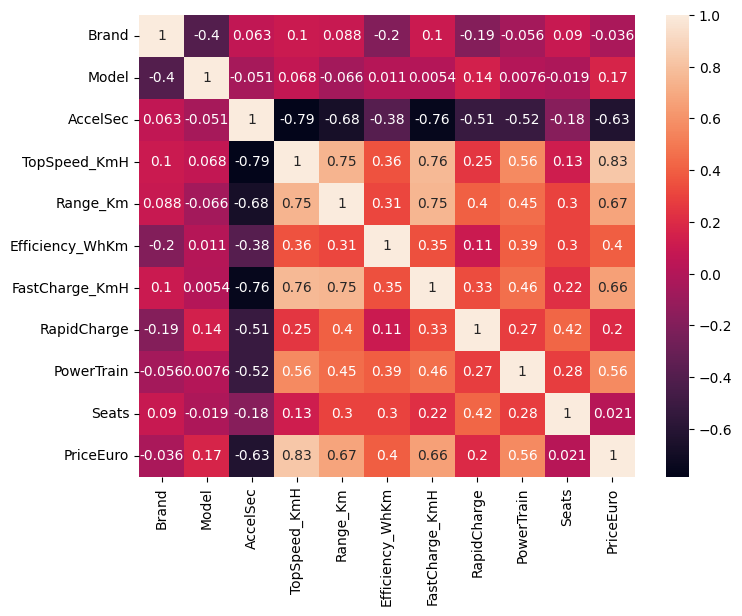 Brand 1 -0.4 0.063 0.1 0.088 -0.2 0.1 -0.19 -0.056 0.09 -0.036
Model -0.4 1 -0.051 0.068 -0.066 0.011 0.0054 0.14 0.0076 -0.019 0.17
AccelSec 0.063 -0.051 1 -0.79 -0.68 -0.38 -0.76 -0.51 -0.52 -0.18 -0.63
TopSpeed_KmH 0.1 0.068 -0.79 1 0.75 0.36 0.76 0.25 0.56 0.13 0.83
Range_Km 0.088 -0.066 -0.68 0.75 1 0.31 0.75 0.4 0.45 0.3 0.67
Efficiency_WhKm -0.2 0.011 -0.38 0.36 0.31 1 0.35 0.11 0.39 0.3 0.4
FastCharge_KmH 0.1 0.0054 -0.76 0.76 0.75 0.35 1 0.33 0.46 0.22 0.66
RapidCharge -0.19 0.14 -0.51 0.25 0.4 0.11 0.33 1 0.27 0.42 0.2
PowerTrain -0.056 0.0076 -0.52 0.56 0.45 0.39 0.46 0.27 1 0.28 0.56
Seats 0.09 -0.019 -0.18 0.13 0.3 0.3 0.22 0.42 0.28 1 0.021
PriceEuro -0.036 0.17 -0.63 0.83 0.67 0.4 0.66 0.2 0.56 0.021 1
Brand
Model
AccelSec
TopSpeed_KmH
Range_Km
Efficiency_WhKm
FastCharge_KmH
RapidCharge
PowerTrain
Seats
PriceEuro
1.0
0.8
0.6
0.4
0.2
0.0
−0.2
−0.4
−0.6